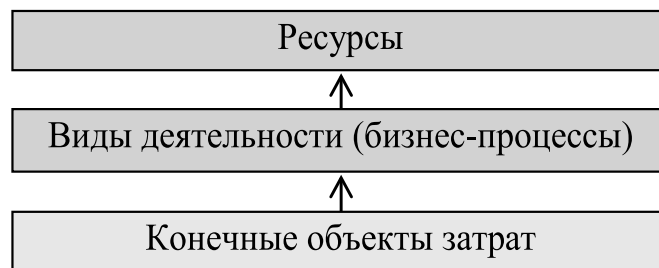 Ресурсы
Виды деятельности (бизнес-процессы)
Конечные объекты затрат